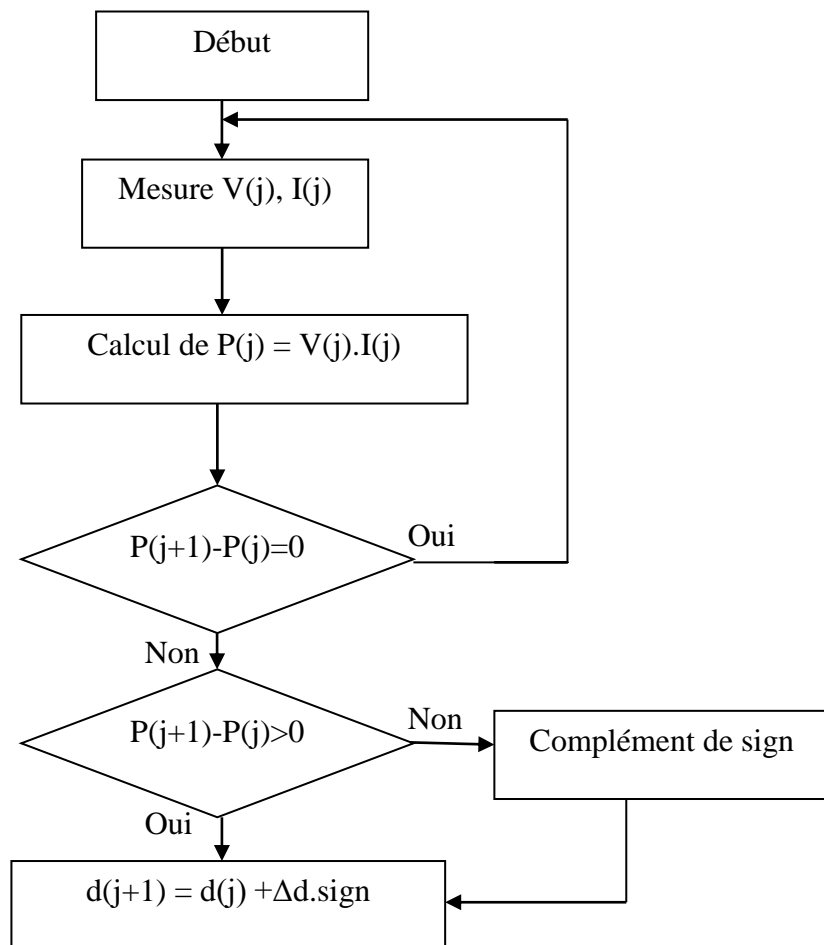 Début
Mesure V(j), I(j)
Calcul de P(j) = V(j).I(j)
P(j+1)-P(j)=0
Oui
Non
P(j+1)-P(j)>0
Non
Complément de sign
Oui
d(j+1) = d(j) +Δd.sign